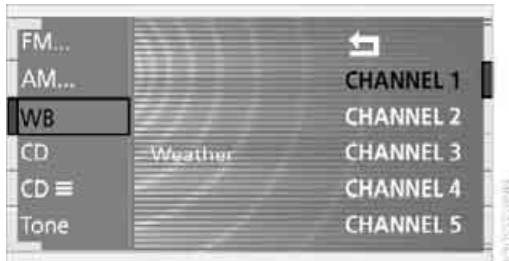 FM...
AM...
WB
CD
CD
Tone
Weather
CHANNEL 1
CHANNEL 2
CHANNEL 3
CHANNEL 4
CHANNEL 5